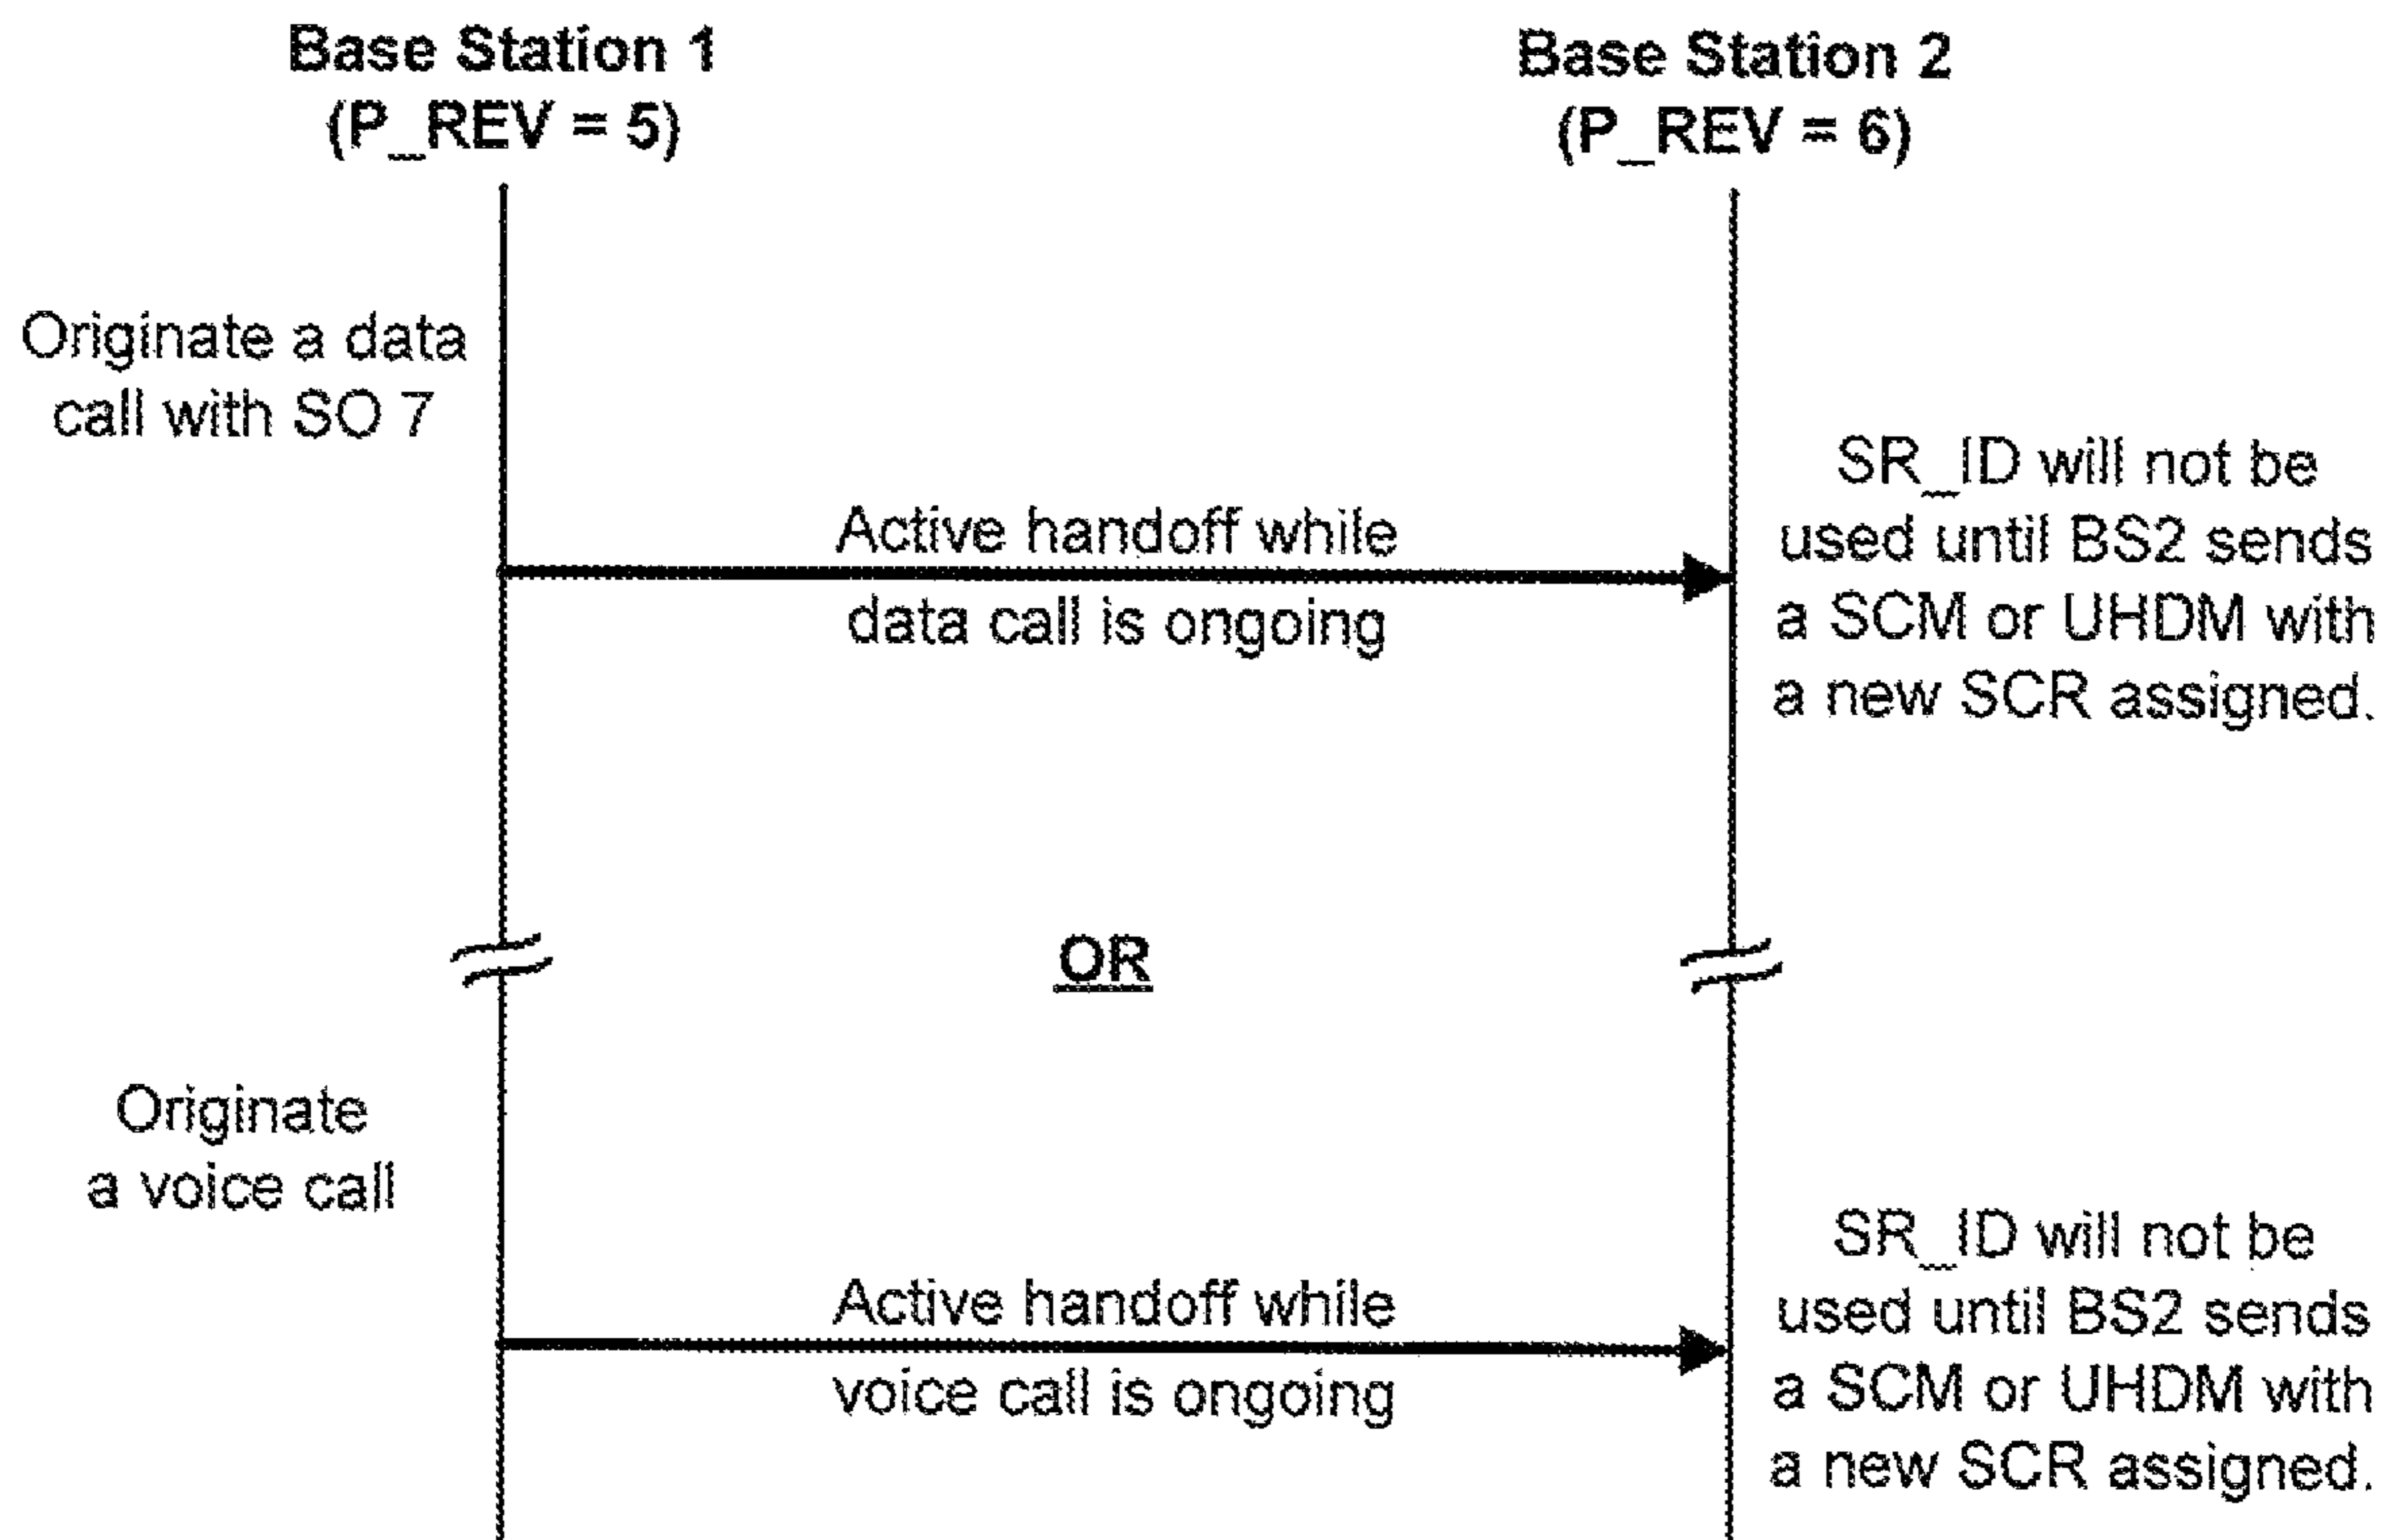 Base Station 1
(P_REV = 5)
Base Station 2
(P_REV = 6)
Originate a data
call with SO 7
Active handoff while
data call is ongoing
SR_ID will not be
used until BS2 sends
a SCM or UHDM with
a new SCR assigned.
OR
Originate
a voice call
Active handoff while
voice call is ongoing
SR_ID will not be
used until BS2 sends
a SCM or UHDM with
a new SCR assigned.